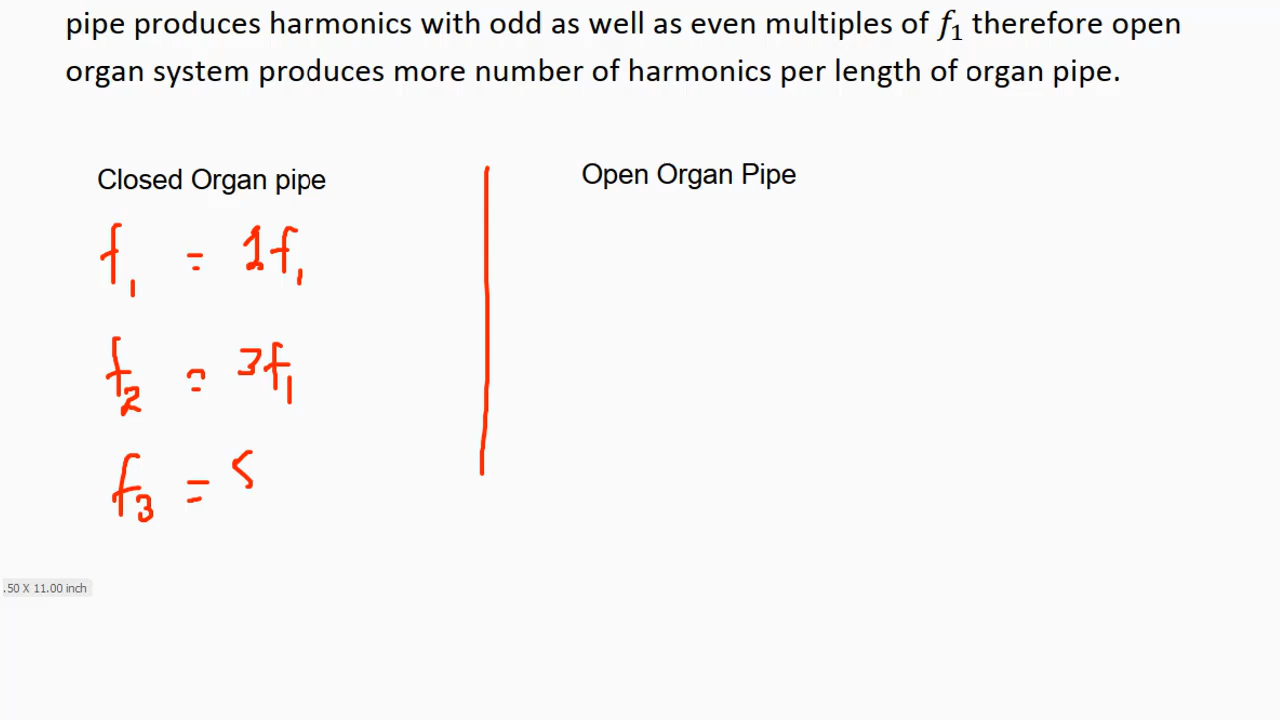 pipe produces harmonics with odd as well as even multiples of f₁ therefore open
organ system produces more number of harmonics per length of organ pipe.
Closed Organ pipe
Open Organ Pipe
f₁ = 1f₁
f₂ = 3f₁
f₃ = 5
.50 X 11.00 inch